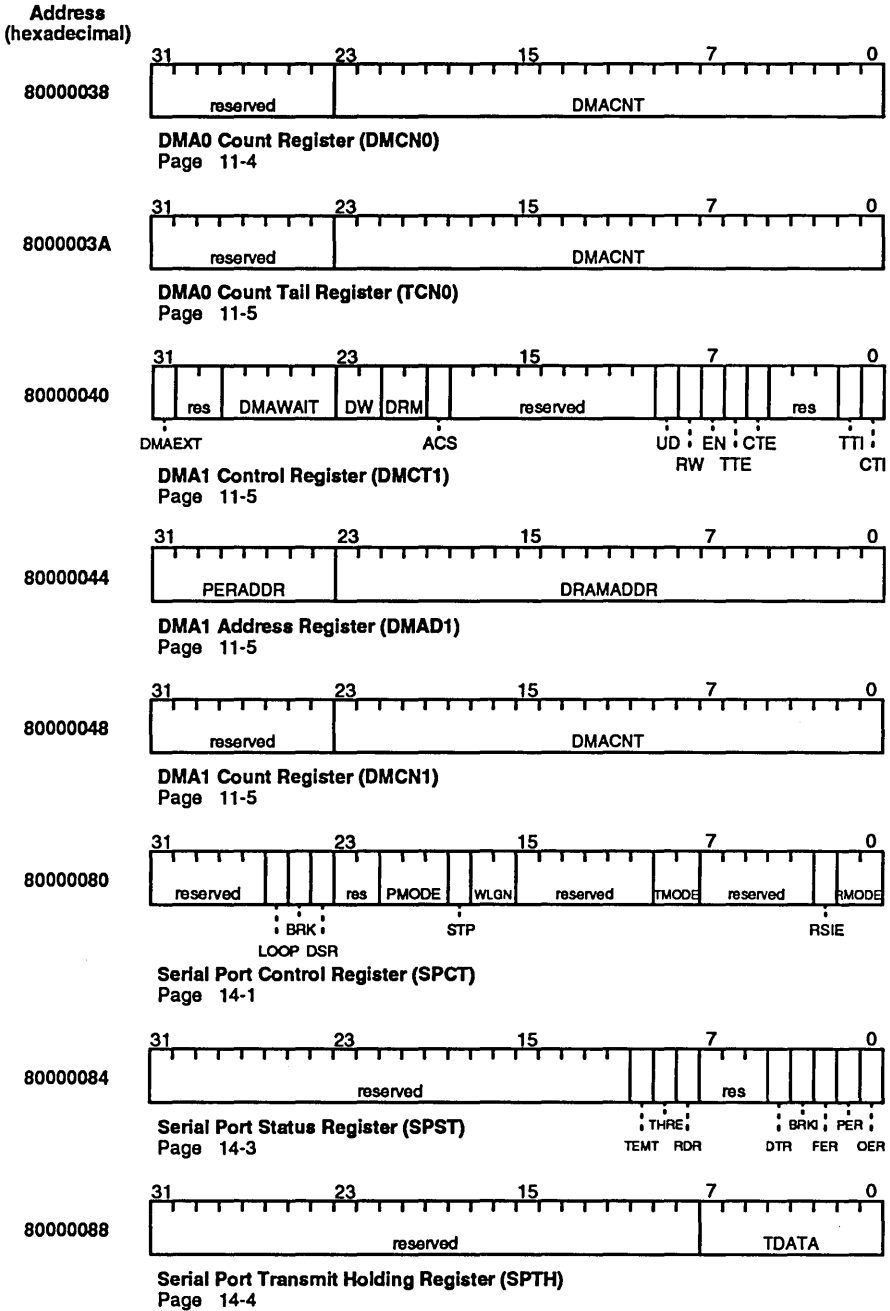 Address
(hexadecimal)
31 23 15 7 0
80000038
reserved DMACNT
DMA0 Count Register (DMCN0)
Page 11-4
31 23 15 7 0
8000003A
reserved DMACNT
DMA0 Count Tail Register (TCN0)
Page 11-5
31 23 15 7 0
80000040
res DMAWAIT DW DRM reserved res
DMAEXT ACS UD EN CTE TTI
RW TTE CTI
DMA1 Control Register (DMCT1)
Page 11-5
31 23 15 7 0
80000044
PERADDR DRAMADDR
DMA1 Address Register (DMAD1)
Page 11-5
31 23 15 7 0
80000048
reserved DMACNT
DMA1 Count Register (DMCN1)
Page 11-5
31 23 15 7 0
80000080
reserved res PMODE WLGN reserved TMODE reserved RMODE
BRK STP RSIE
LOOP DSR
Serial Port Control Register (SPCT)
Page 14-1
31 23 15 7 0
80000084
reserved res
THRE BRKI PER
TEMT RDR DTR FER OER
Serial Port Status Register (SPST)
Page 14-3
31 23 15 7 0
80000088
reserved TDATA
Serial Port Transmit Holding Register (SPTH)
Page 14-4